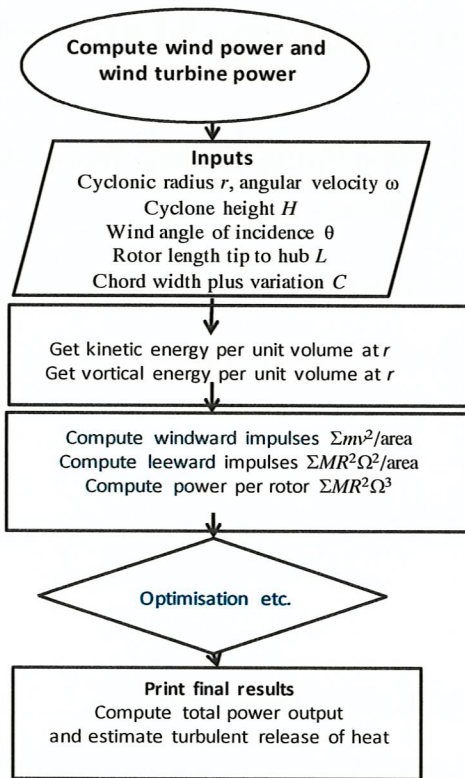 Compute wind power and
wind turbine power
Inputs
Cyclonic radius r, angular velocity ω
Cyclone height H
Wind angle of incidence θ
Rotor length tip to hub L
Chord width plus variation C
Get kinetic energy per unit volume at r
Get vortical energy per unit volume at r
Compute windward impulses Σmv²/area
Compute leeward impulses ΣMR²Ω²/area
Compute power per rotor ΣMR²Ω³
Optimisation etc.
Print final results
Compute total power output
and estimate turbulent release of heat